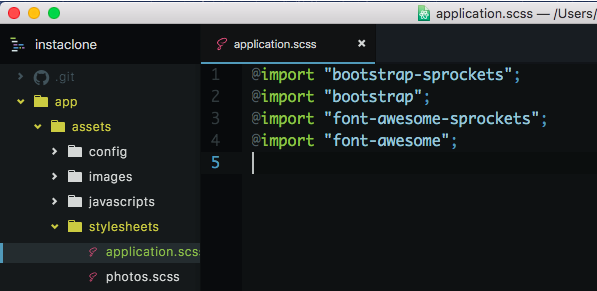 application.scss — /Users/
instaclone
application.scss
.git
app
assets
config
images
javascripts
stylesheets
application.scss
photos.scss
1 @import "bootstrap-sprockets";
2 @import "bootstrap";
3 @import "font-awesome-sprockets";
4 @import "font-awesome";
5